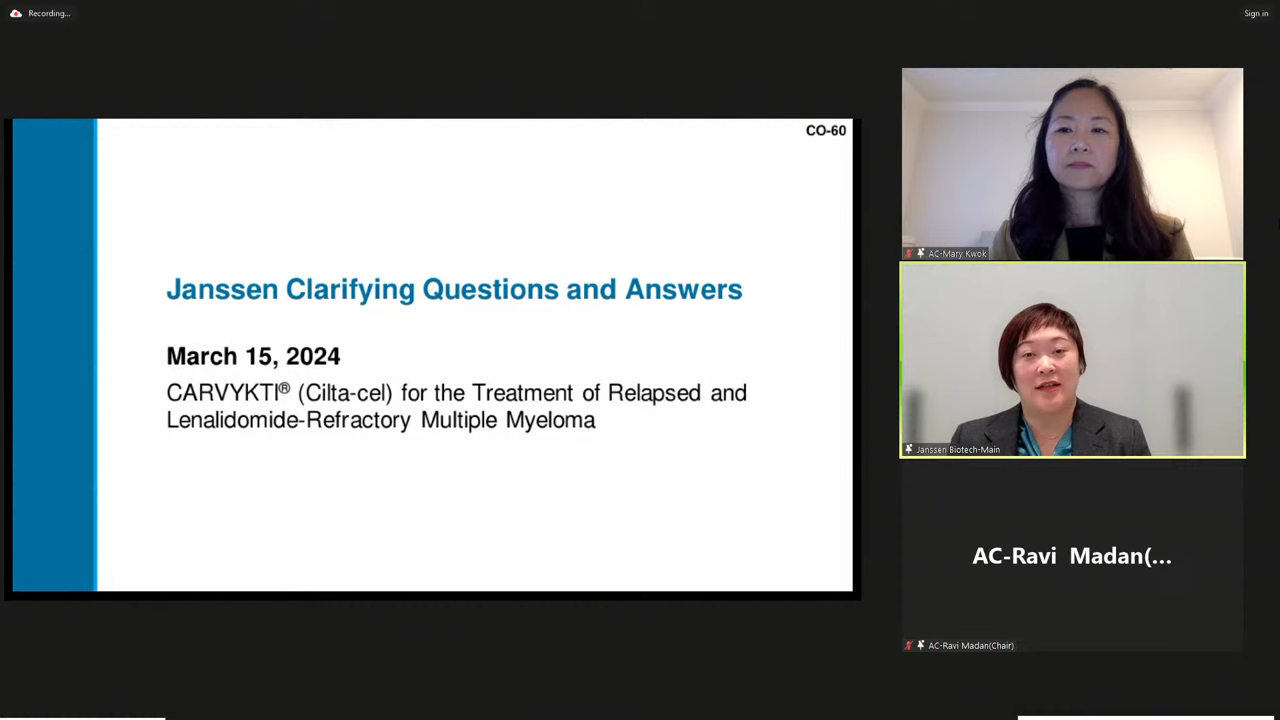 Recording...
Sign in
CO-60
Janssen Clarifying Questions and Answers
March 15, 2024
CARVYKTI® (Cilta-cel) for the Treatment of Relapsed and
Lenalidomide-Refractory Multiple Myeloma
AC-Mary Kwok
Janssen Biotech-Main
AC-Ravi Madan(...
AC-Ravi Madan(Chair)